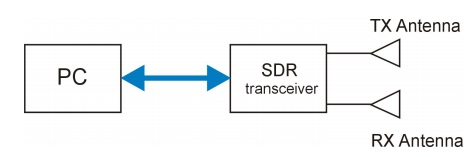 TX Antenna
PC
SDR
transceiver
RX Antenna